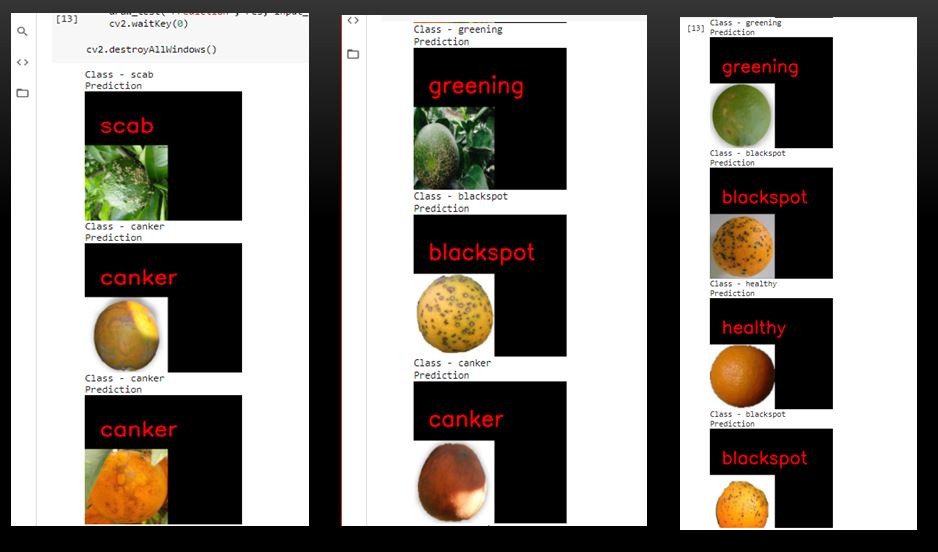 [13]
cv2.waitKey(0)
cv2.destroyAllWindows()
Class - scab
Prediction
scab
Class - canker
Prediction
canker
Class - canker
Prediction
canker
Class - greening
Prediction
greening
Class - blackspot
Prediction
blackspot
Class - canker
Prediction
canker
[13] Class - greening
Prediction
greening
Class - blackspot
Prediction
blackspot
Class - healthy
Prediction
healthy
Class - blackspot
Prediction
blackspot